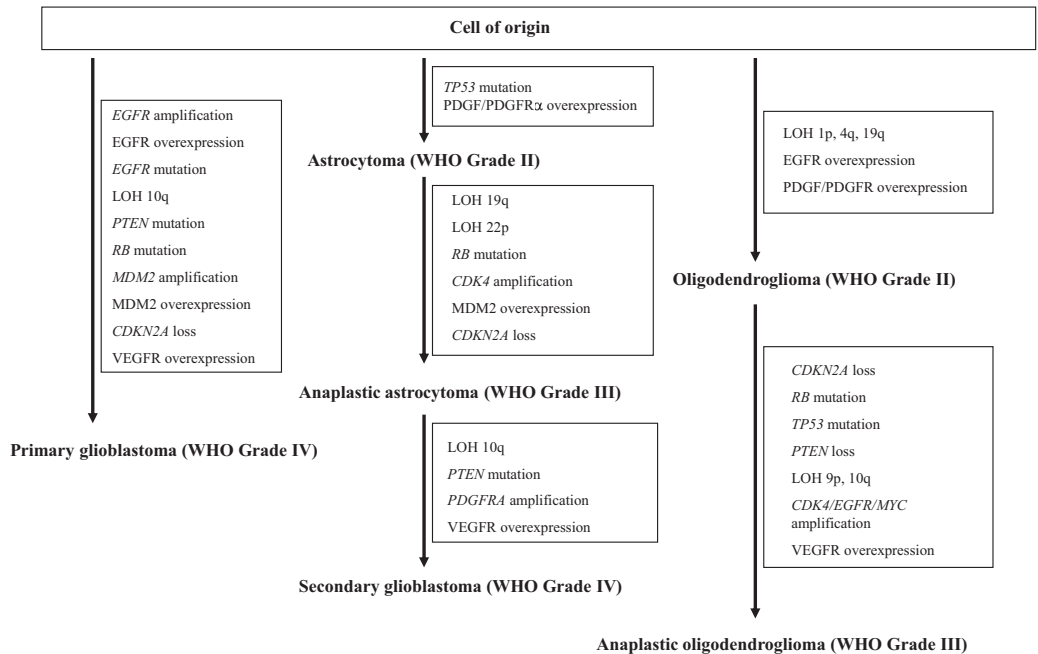 Cell of origin
EGFR amplification
EGFR overexpression
EGFR mutation
LOH 10q
PTEN mutation
RB mutation
MDM2 amplification
MDM2 overexpression
CDKN2A loss
VEGFR overexpression
Primary glioblastoma (WHO Grade IV)
TP53 mutation
PDGF/PDGFRα overexpression
Astrocytoma (WHO Grade II)
LOH 19q
LOH 22p
RB mutation
CDK4 amplification
MDM2 overexpression
CDKN2A loss
Anaplastic astrocytoma (WHO Grade III)
LOH 10q
PTEN mutation
PDGFRA amplification
VEGFR overexpression
Secondary glioblastoma (WHO Grade IV)
LOH 1p, 4q, 19q
EGFR overexpression
PDGF/PDGFR overexpression
Oligodendroglioma (WHO Grade II)
CDKN2A loss
RB mutation
TP53 mutation
PTEN loss
LOH 9p, 10q
CDK4/EGFR/MYC
amplification
VEGFR overexpression
Anaplastic oligodendroglioma (WHO Grade III)